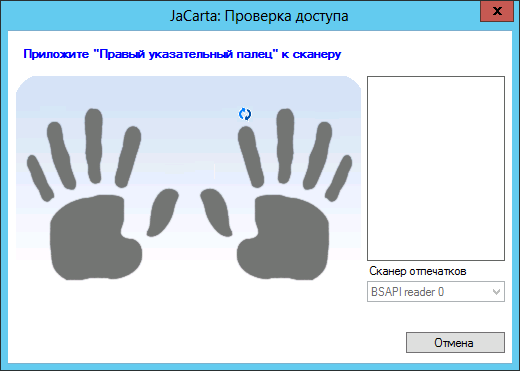 JaCarta: Проверка доступа
Приложите "Правый указательный палец" к сканеру
Сканер отпечатков
BSAPI reader 0
Отмена